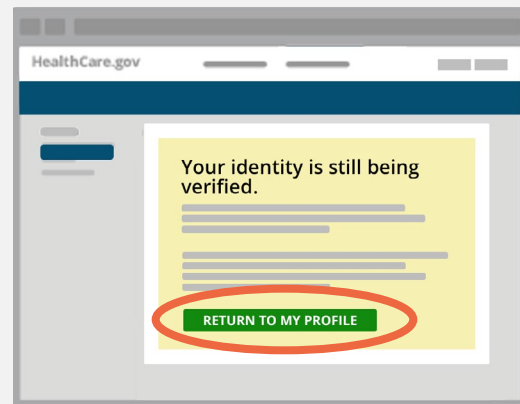 HealthCare.gov
Your identity is still being
verified.
RETURN TO MY PROFILE